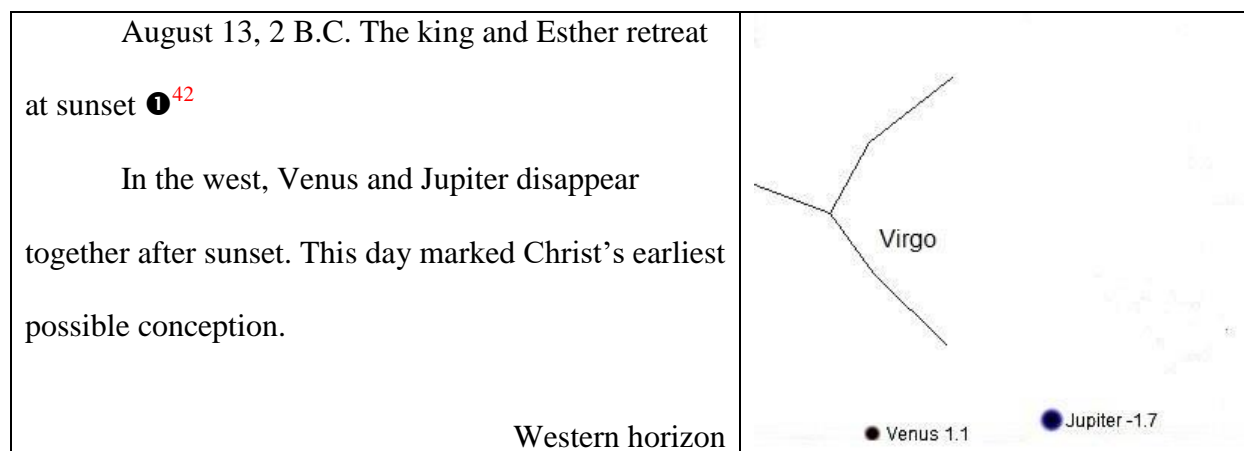 August 13, 2 B.C. The king and Esther retreat
at sunset ❶42
In the west, Venus and Jupiter disappear
together after sunset. This day marked Christ’s earliest
possible conception.
Western horizon
Virgo
Jupiter -1.7
Venus 1.1